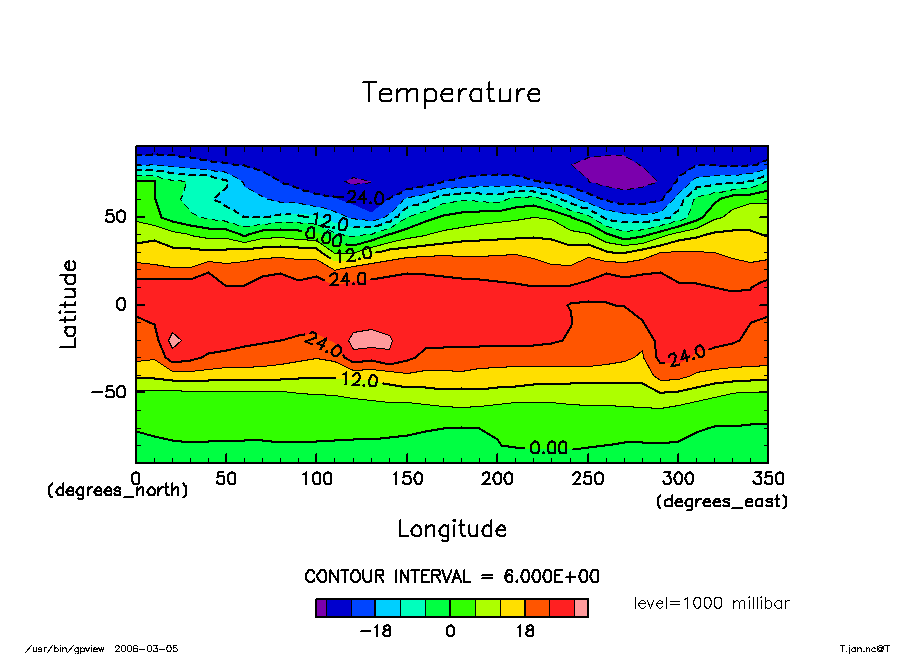 Temperature
-24.0
12.0
0.00
12.0
24.0
24.0
24.0
12.0
0.00
Latitude
50
0
-50
0 50 100 150 200 250 300 350
(degrees_north)
(degrees_east)
Longitude
CONTOUR INTERVAL = 6.000E+00
-18 0 18
level=1000 millibar
/usr/bin/gpview 2006-03-05
T.jan.nc@T